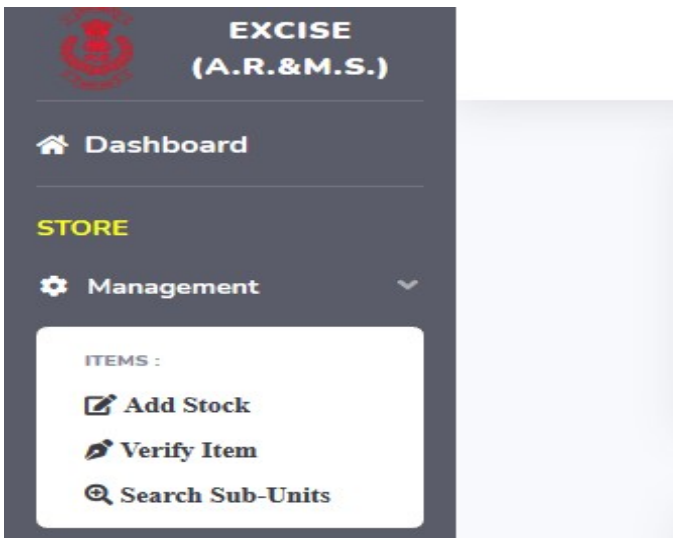 EXCISE
(A.R.&M.S.)
Dashboard
STORE
Management
ITEMS :
Add Stock
Verify Item
Search Sub-Units